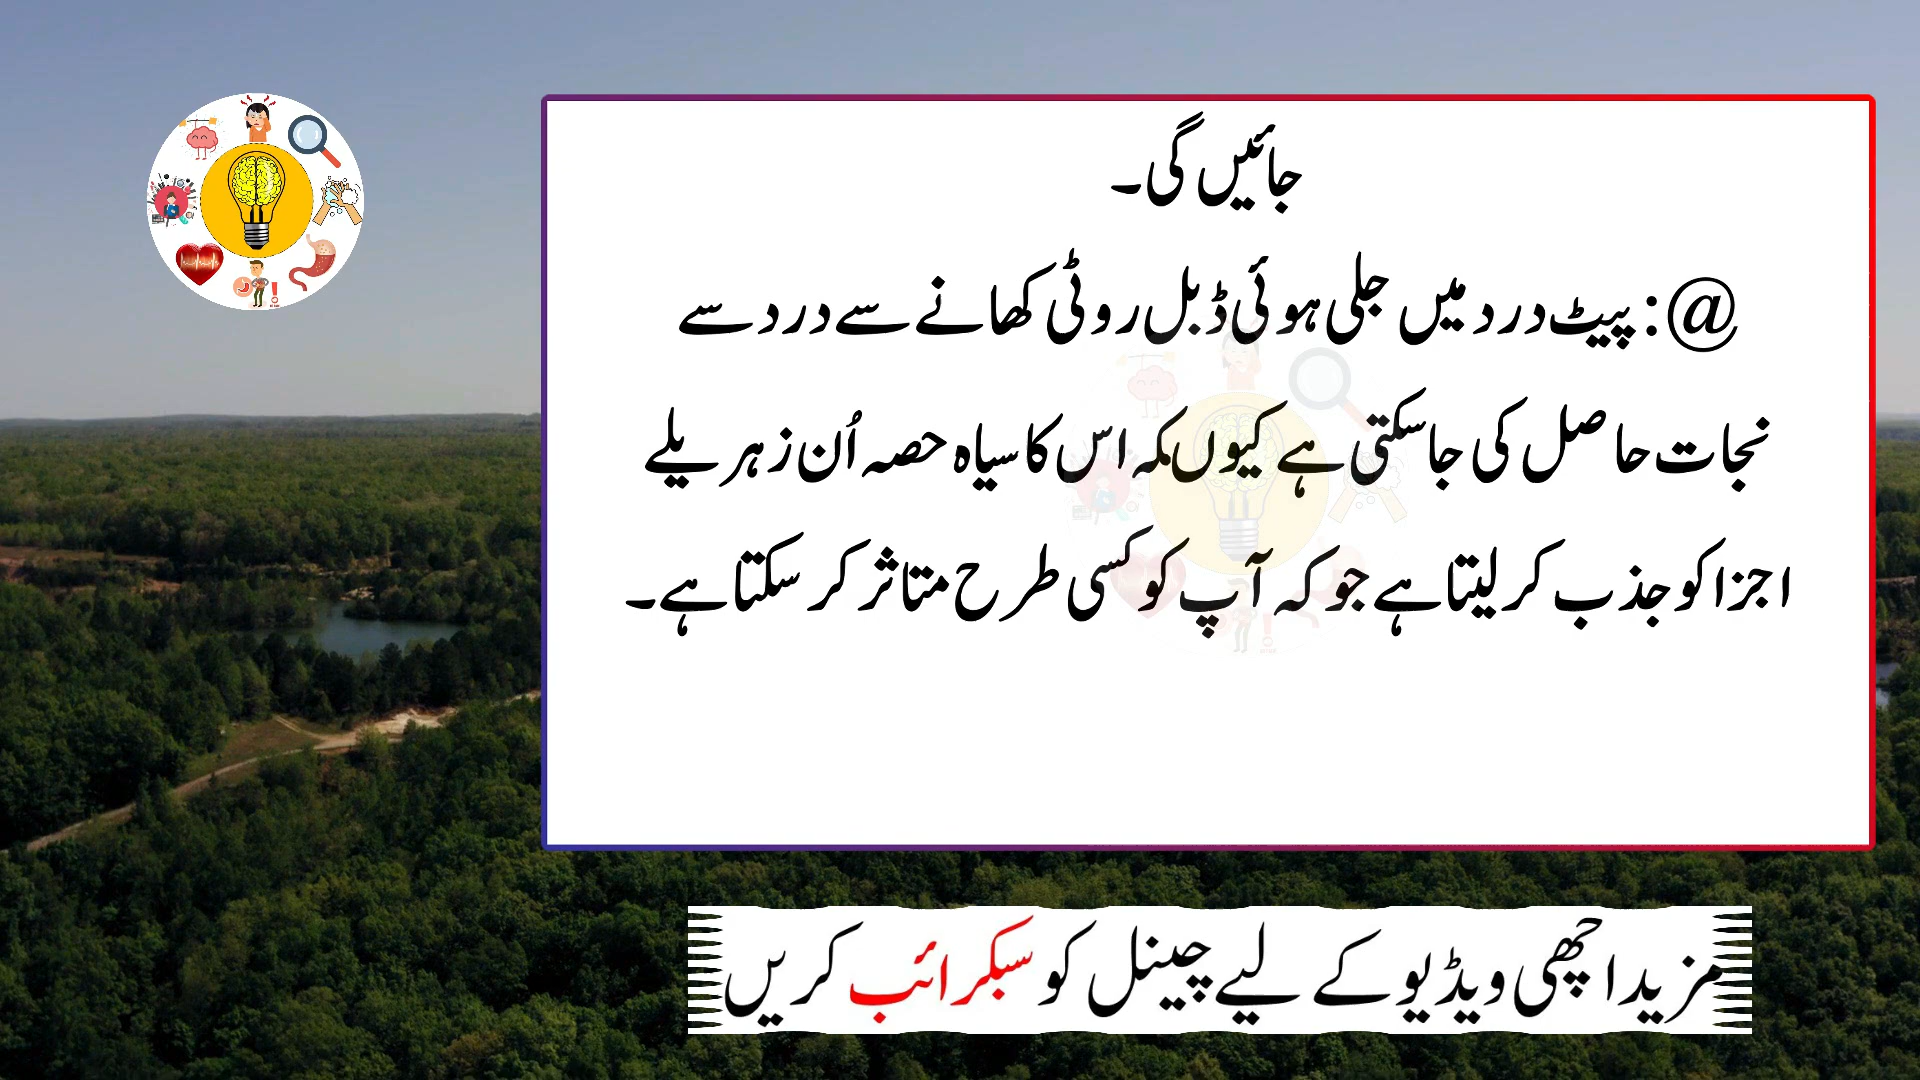 جائیں گی۔
@: پیٹ درد میں جلی ہوئی ڈبل روٹی کھانے سے درد سے
نجات حاصل کی جاسکتی ہے کیوں کہ اس کا سیاہ حصہ اُن زہریلے
اجزا کو جذب کر لیتا ہے جو کہ آپ کو کسی طرح متاثر کر سکتا ہے۔
مزید اچھی ویڈیو کے لیے چینل کو سبکرائب کریں